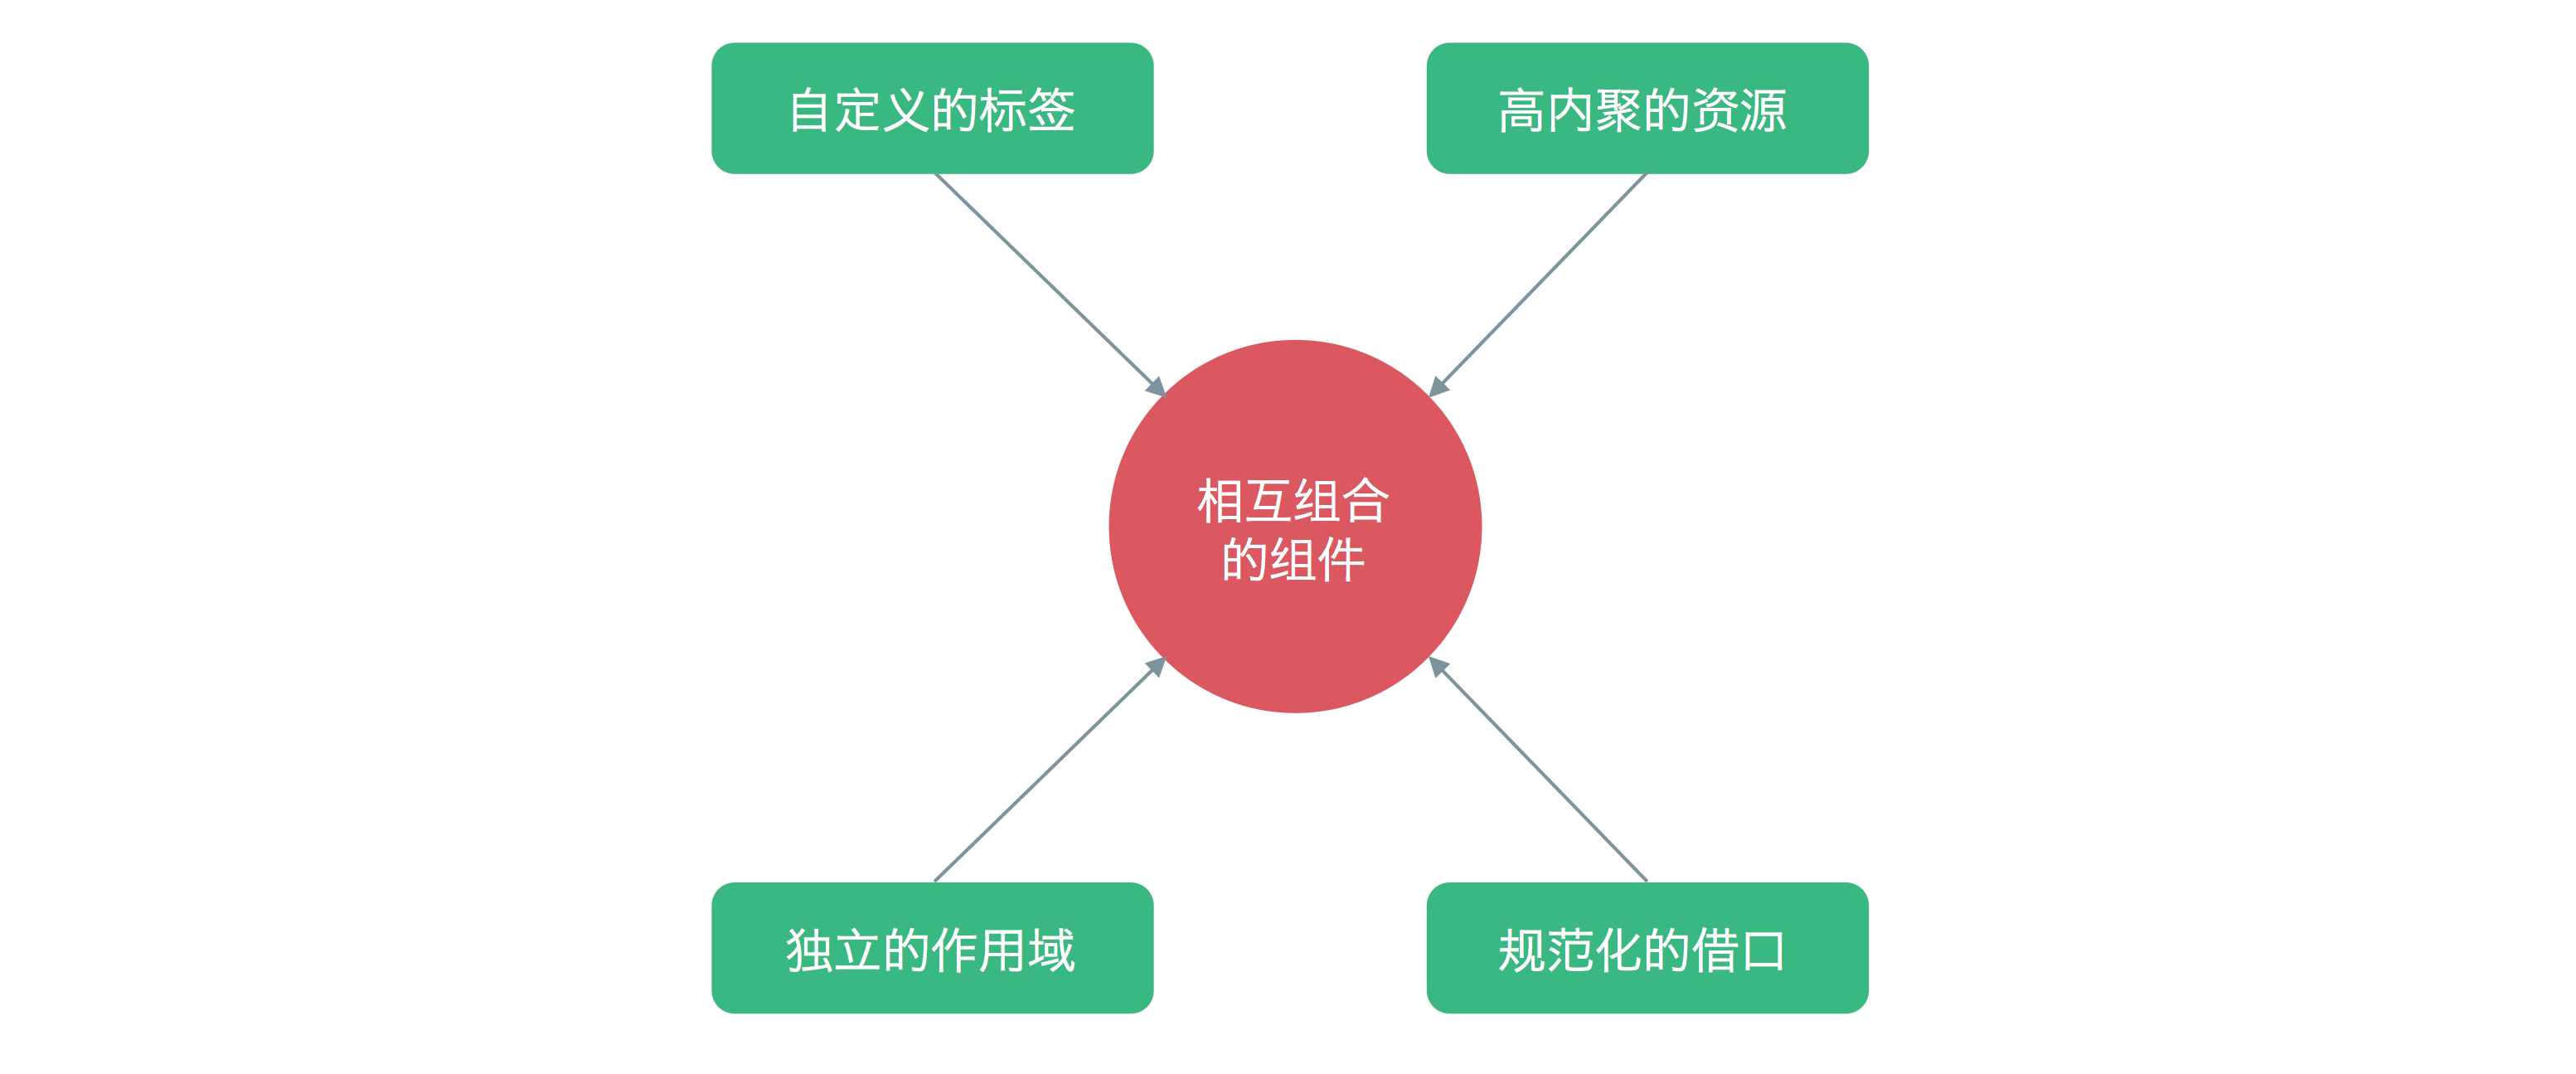 自定义的标签
高内聚的资源
相互组合
的组件
独立的作用域
规范化的借口